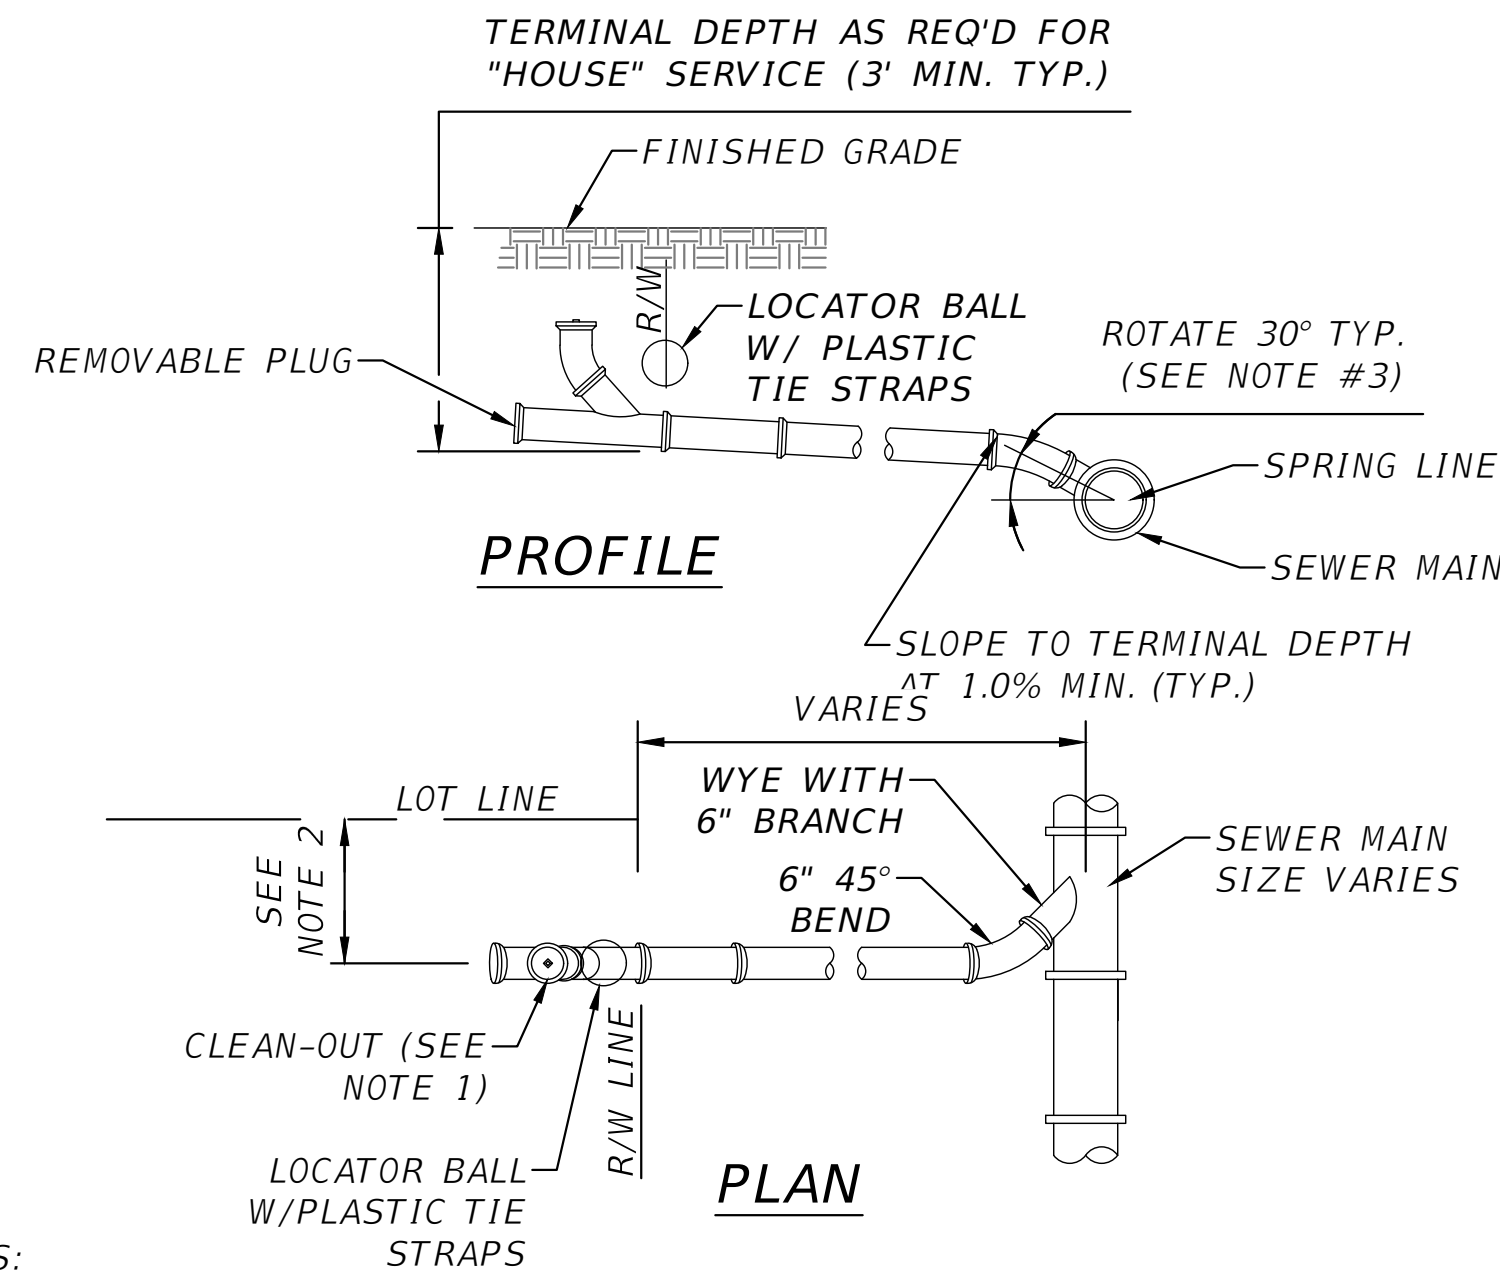 TERMINAL DEPTH AS REQ'D FOR
"HOUSE" SERVICE (3' MIN. TYP.)
FINISHED GRADE
R/W
LOCATOR BALL
W/ PLASTIC
TIE STRAPS
REMOVABLE PLUG
ROTATE 30° TYP.
(SEE NOTE #3)
SPRING LINE
SEWER MAIN
PROFILE
SLOPE TO TERMINAL DEPTH
AT 1.0% MIN. (TYP.)
VARIES
WYE WITH
6" BRANCH
LOT LINE
SEE
NOTE 2
6" 45°
BEND
SEWER MAIN
SIZE VARIES
CLEAN-OUT (SEE
NOTE 1)
R/W LINE
LOCATOR BALL
W/PLASTIC TIE
STRAPS
PLAN
S: